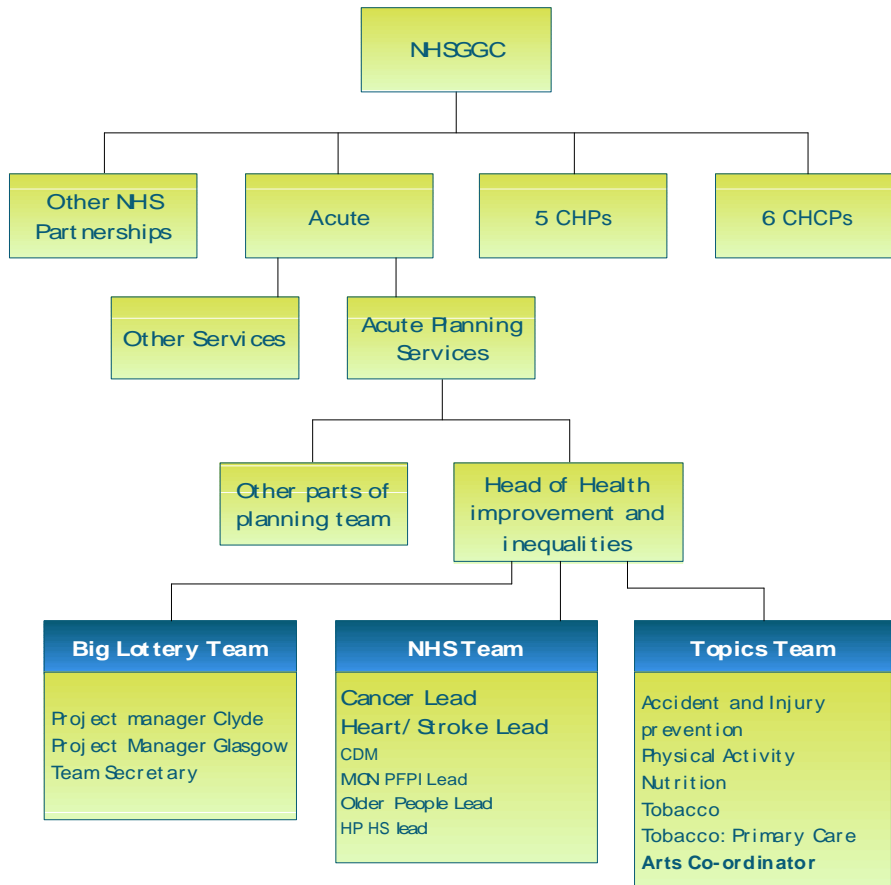 NHSGGC
Other NHS
Partnerships
Acute
5 CHPs
6 CHCPs
Other Services
Acute Planning
Services
Other parts of
planning team
Head of Health
improvement and
inequalities
Big Lottery Team
Project manager Clyde
Project Manager Glasgow
Team Secretary
NHS Team
Cancer Lead
Heart/ Stroke Lead
CDM
MCN PFPI Lead
Older People Lead
HP HS lead
Topics Team
Accident and Injury
prevention
Physical Activity
Nutrition
Tobacco
Tobacco: Primary Care
Arts Co-ordinator